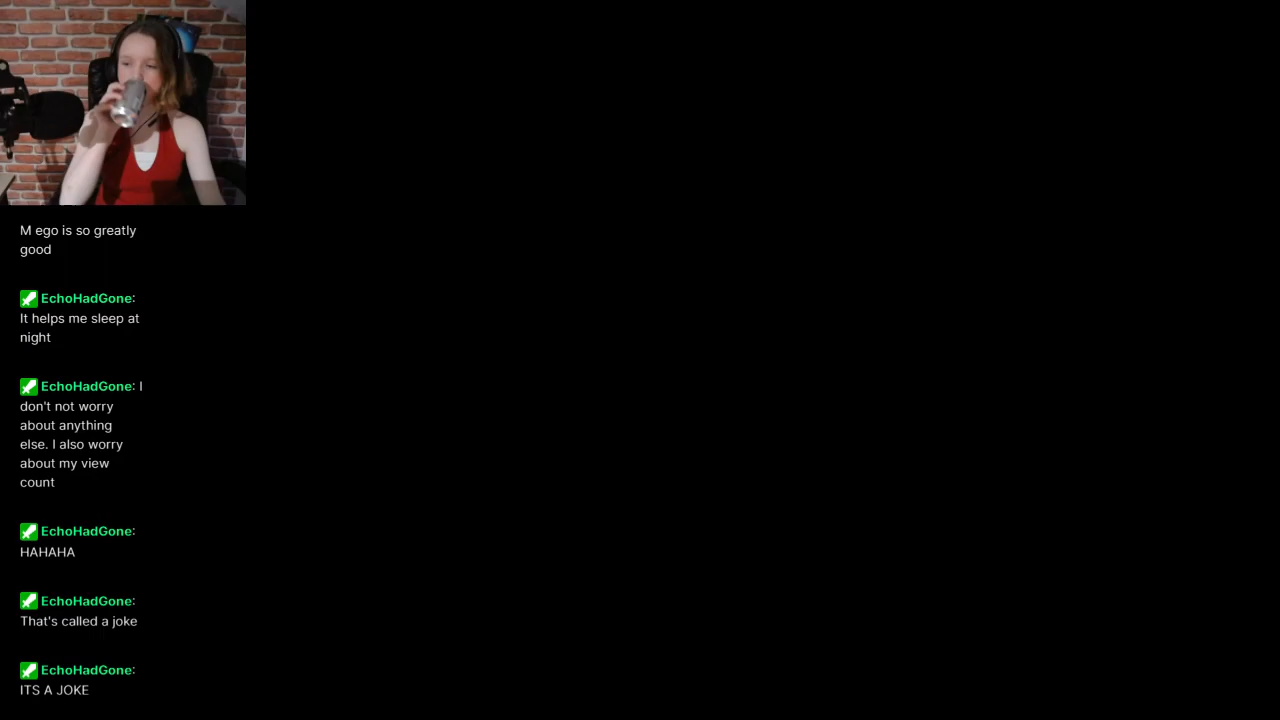 M ego is so greatly
good
EchoHadGone:
It helps me sleep at
night
EchoHadGone: I
don't not worry
about anything
else. I also worry
about my view
count
EchoHadGone:
HAHAHA
EchoHadGone:
That's called a joke
EchoHadGone:
ITS A JOKE